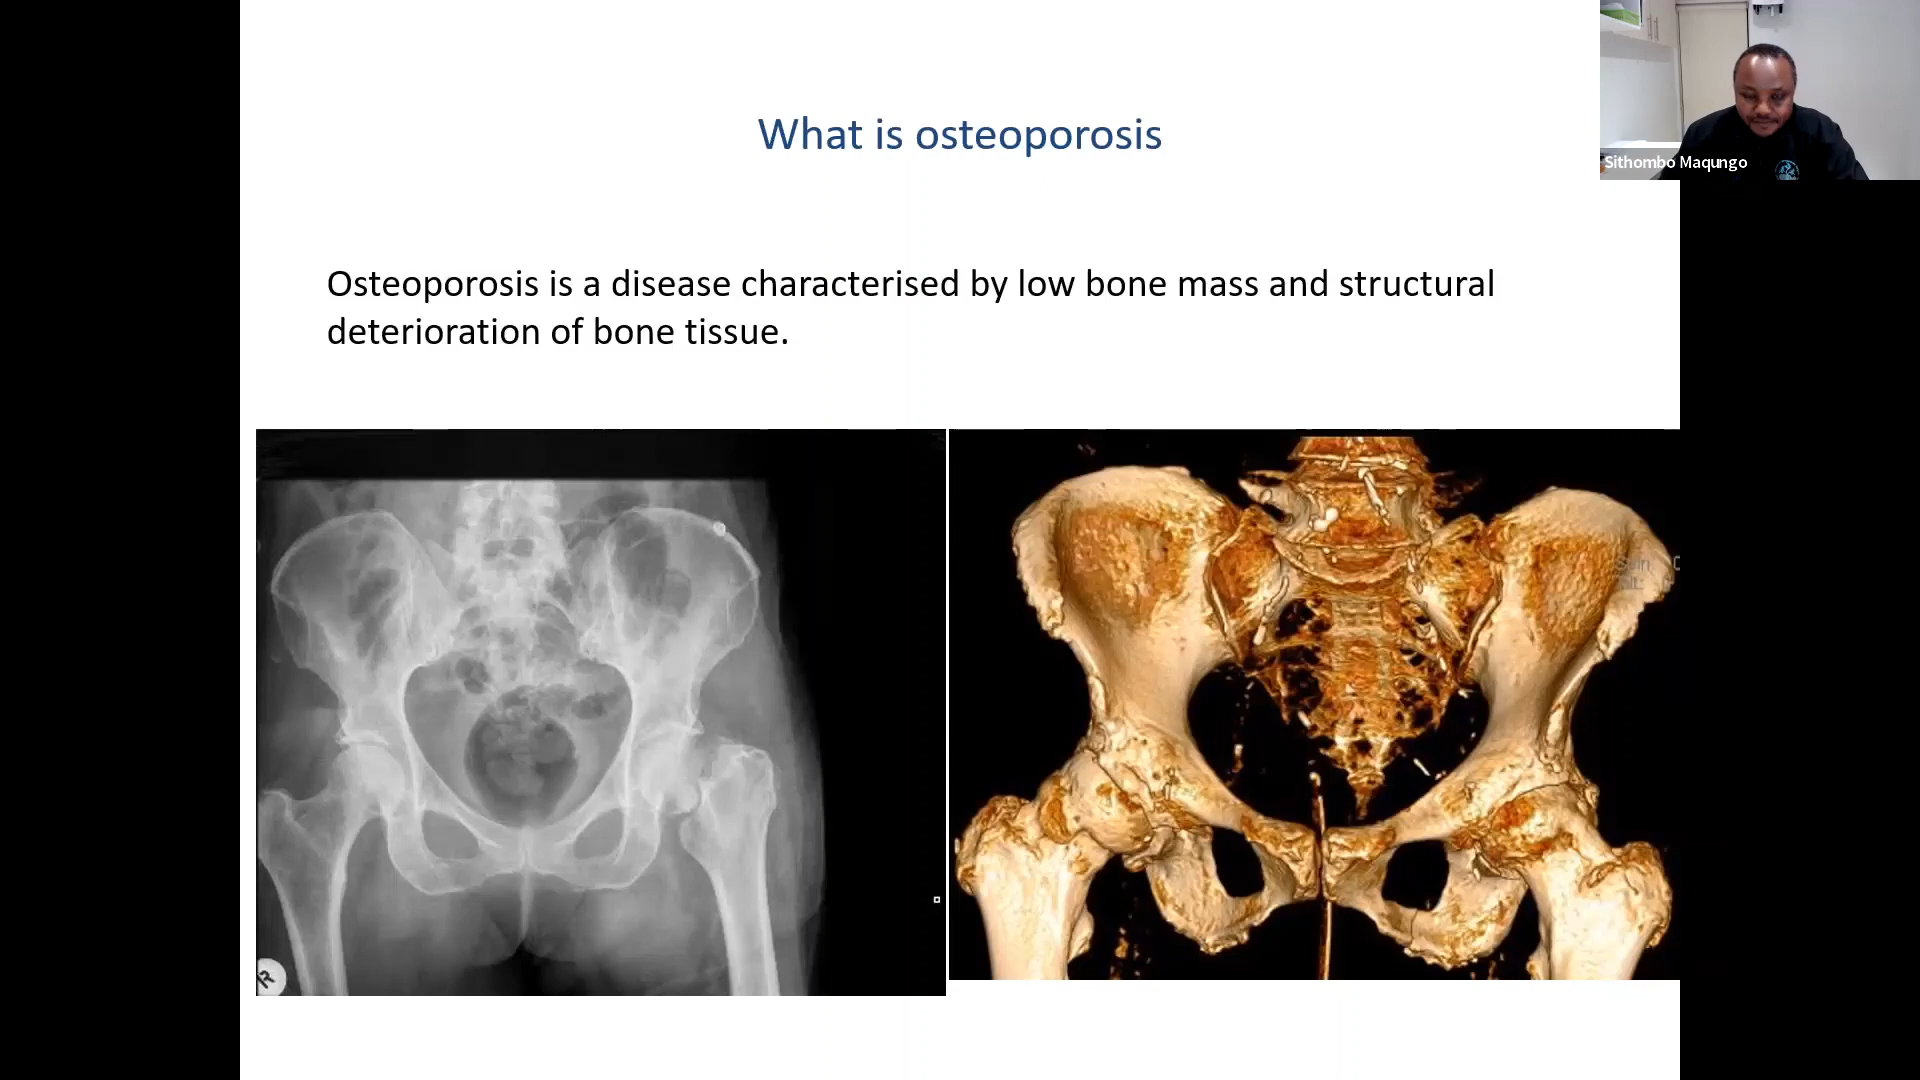 What is osteoporosis
Sithombo Maqungo
Osteoporosis is a disease characterised by low bone mass and structural
deterioration of bone tissue.
R